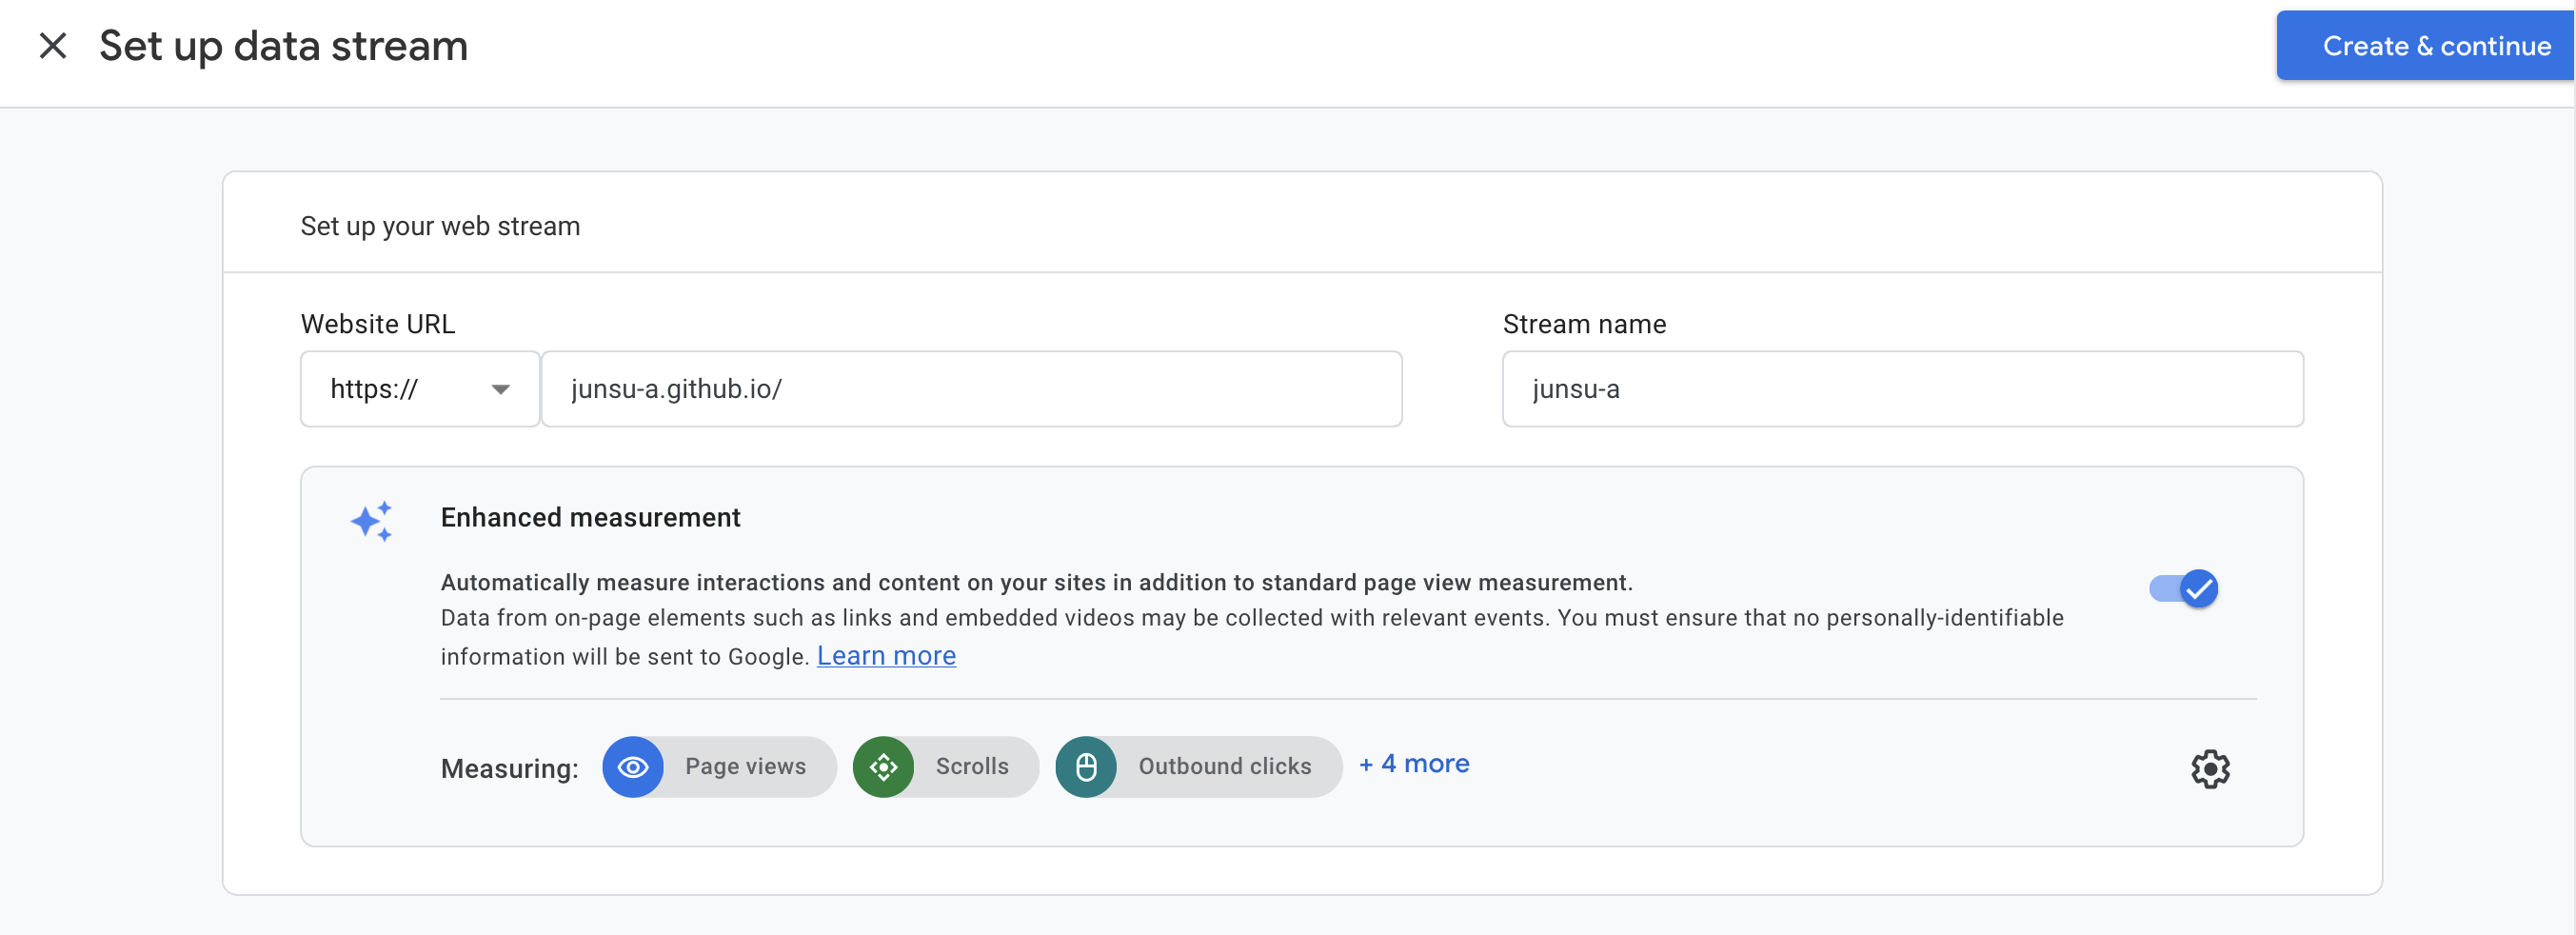 Set up data stream
Create & continue
Set up your web stream
Website URL
Stream name
https://
junsu-a.github.io/
junsu-a
Enhanced measurement
Automatically measure interactions and content on your sites in addition to standard page view measurement.
Data from on-page elements such as links and embedded videos may be collected with relevant events. You must ensure that no personally-identifiable
information will be sent to Google. Learn more
Measuring:
Page views
Scrolls
Outbound clicks
+ 4 more